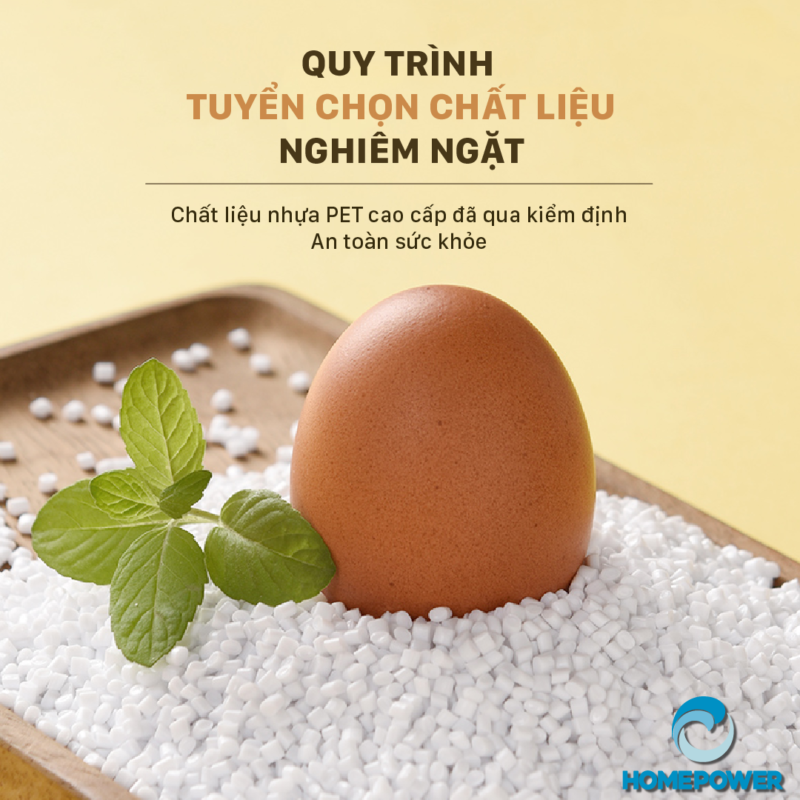 QUY TRÌNH
TUYỂN CHỌN CHẤT LIỆU
NGHIÊM NGẶT
Chất liệu nhựa PET cao cấp đã qua kiểm định
An toàn sức khỏe
HOMEPOWER